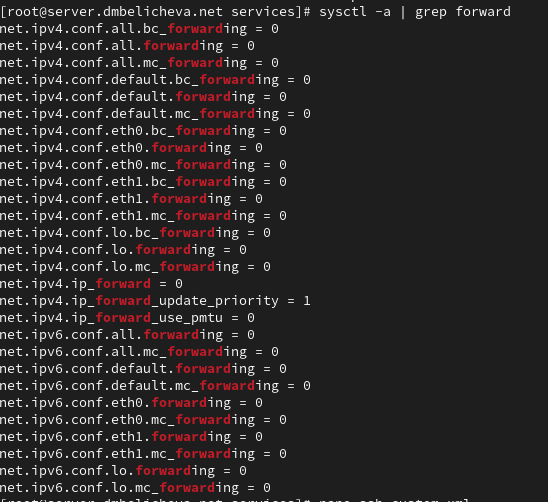 [root@server.dmbelicheva.net services]# sysctl -a | grep forward
net.ipv4.conf.all.bc_forwarding = 0
net.ipv4.conf.all.forwarding = 0
net.ipv4.conf.all.mc_forwarding = 0
net.ipv4.conf.default.bc_forwarding = 0
net.ipv4.conf.default.forwarding = 0
net.ipv4.conf.default.mc_forwarding = 0
net.ipv4.conf.eth0.bc_forwarding = 0
net.ipv4.conf.eth0.forwarding = 0
net.ipv4.conf.eth0.mc_forwarding = 0
net.ipv4.conf.eth1.bc_forwarding = 0
net.ipv4.conf.eth1.forwarding = 0
net.ipv4.conf.eth1.mc_forwarding = 0
net.ipv4.conf.lo.bc_forwarding = 0
net.ipv4.conf.lo.forwarding = 0
net.ipv4.conf.lo.mc_forwarding = 0
net.ipv4.ip_forward = 0
net.ipv4.ip_forward_update_priority = 1
net.ipv4.ip_forward_use_pmtu = 0
net.ipv6.conf.all.forwarding = 0
net.ipv6.conf.all.mc_forwarding = 0
net.ipv6.conf.default.forwarding = 0
net.ipv6.conf.default.mc_forwarding = 0
net.ipv6.conf.eth0.forwarding = 0
net.ipv6.conf.eth0.mc_forwarding = 0
net.ipv6.conf.eth1.forwarding = 0
net.ipv6.conf.eth1.mc_forwarding = 0
net.ipv6.conf.lo.forwarding = 0
net.ipv6.conf.lo.mc_forwarding = 0